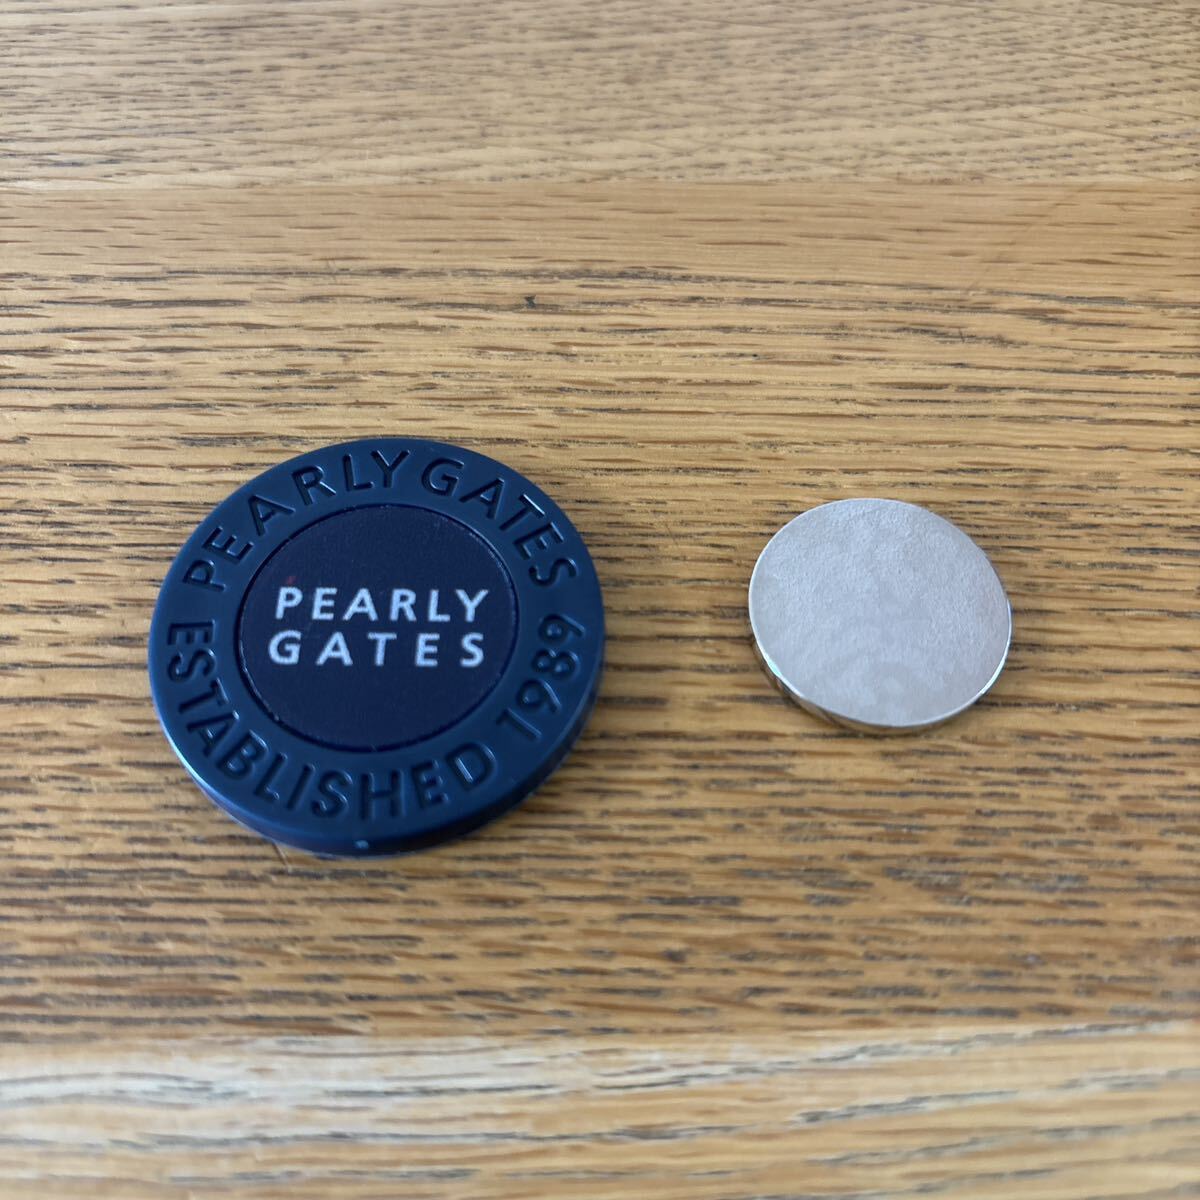 PEARLY GATES
ESTABLISHED 1989
PEARLY
GATES